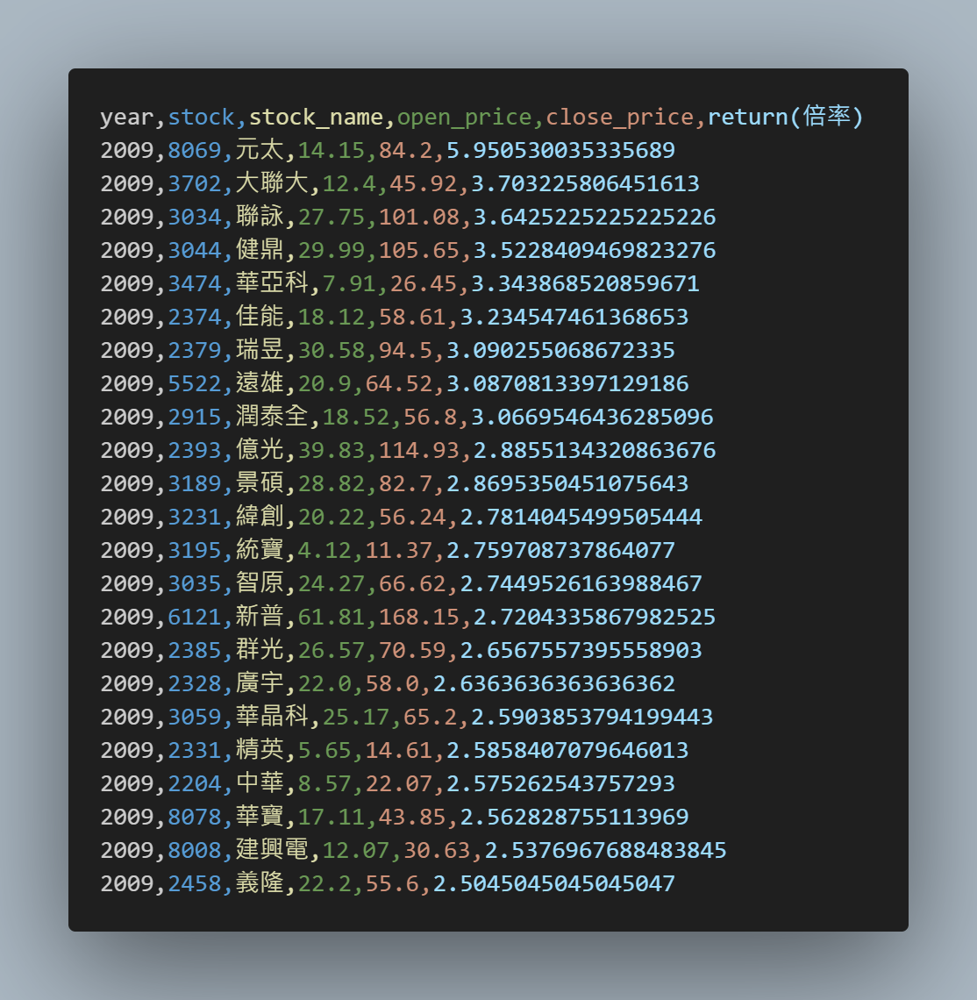 year,stock,stock_name,open_price,close_price,return(倍率)
2009,8069,元太,14.15,84.2,5.950530035335689
2009,3702,大聯大,12.4,45.92,3.703225806451613
2009,3034,聯詠,27.75,101.08,3.6425225225225226
2009,3044,健鼎,29.99,105.65,3.5228409469823276
2009,3474,華亞科,7.91,26.45,3.343868520859671
2009,2374,佳能,18.12,58.61,3.234547461368653
2009,2379,瑞昱,30.58,94.5,3.090255068672335
2009,5522,遠雄,20.9,64.52,3.0870813397129186
2009,2915,潤泰全,18.52,56.8,3.0669546436285096
2009,2393,億光,39.83,114.93,2.8855134320863676
2009,3189,景碩,28.82,82.7,2.8695350451075643
2009,3231,緯創,20.22,56.24,2.7814045499505444
2009,3195,統寶,4.12,11.37,2.759708737864077
2009,3035,智原,24.27,66.62,2.7449526163988467
2009,6121,新普,61.81,168.15,2.7204335867982525
2009,2385,群光,26.57,70.59,2.6567557395558903
2009,2328,廣宇,22.0,58.0,2.6363636363636362
2009,3059,華晶科,25.17,65.2,2.5903853794199443
2009,2331,精英,5.65,14.61,2.5858407079646013
2009,2204,中華,8.57,22.07,2.575262543757293
2009,8078,華寶,17.11,43.85,2.562828755113969
2009,8008,建興電,12.07,30.63,2.5376967688483845
2009,2458,義隆,22.2,55.6,2.5045045045045047